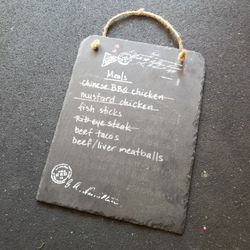 Meals
Chinese BBQ chicken
mustard chicken
fish sticks
Rib eye steak
beef tacos
beef/liver meatballs